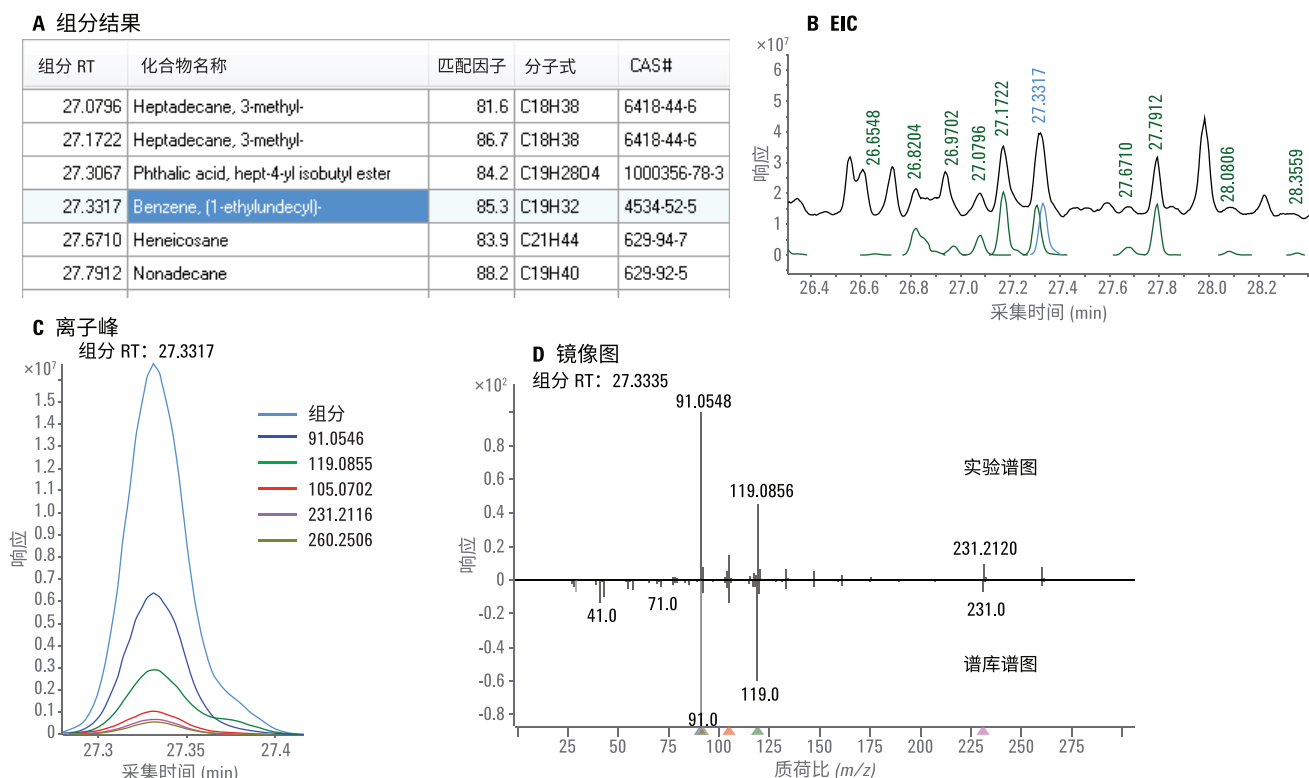 A 组分结果
组分 RT 化合物名称 匹配因子 分子式 CAS#
27.0796 Heptadecane, 3-methyl- 81.6 C18H38 6418-44-6
27.1722 Heptadecane, 3-methyl- 86.7 C18H38 6418-44-6
27.3067 Phthalic acid, hept-4-yl isobutyl ester 84.2 C19H28O4 1000356-78-3
27.3317 Benzene, (1-ethylundecyl)- 85.3 C19H32 4534-52-5
27.6710 Heneicosane 83.9 C21H44 629-94-7
27.7912 Nonadecane 88.2 C19H40 629-92-5
B EIC
×10⁷
响应
6
5
4
3
2
1
0
26.6548
26.8204
26.9702
27.0796
27.1722
27.3317
27.6710
27.7912
28.0806
28.3559
26.4 26.6 26.8 27.0 27.2 27.4 27.6 27.8 28.0 28.2
采集时间 (min)
C 离子峰
组分 RT：27.3317
×10⁷
响应
1.5
1.4
1.3
1.2
1.1
1.0
0.9
0.8
0.7
0.6
0.5
0.4
0.3
0.2
0.1
0
组分
91.0546
119.0855
105.0702
231.2116
260.2506
27.3 27.35 27.4
采集时间 (min)
D 镜像图
组分 RT：27.3335
×10²
响应
0.8
0.6
0.4
0.2
0
-0.2
-0.4
-0.6
-0.8
91.0548
119.0856
231.2120
实验谱图
41.0
71.0
91.0
119.0
231.0
谱库谱图
25 50 75 100 120 150 175 200 225 250 275
质荷比 (m/z)